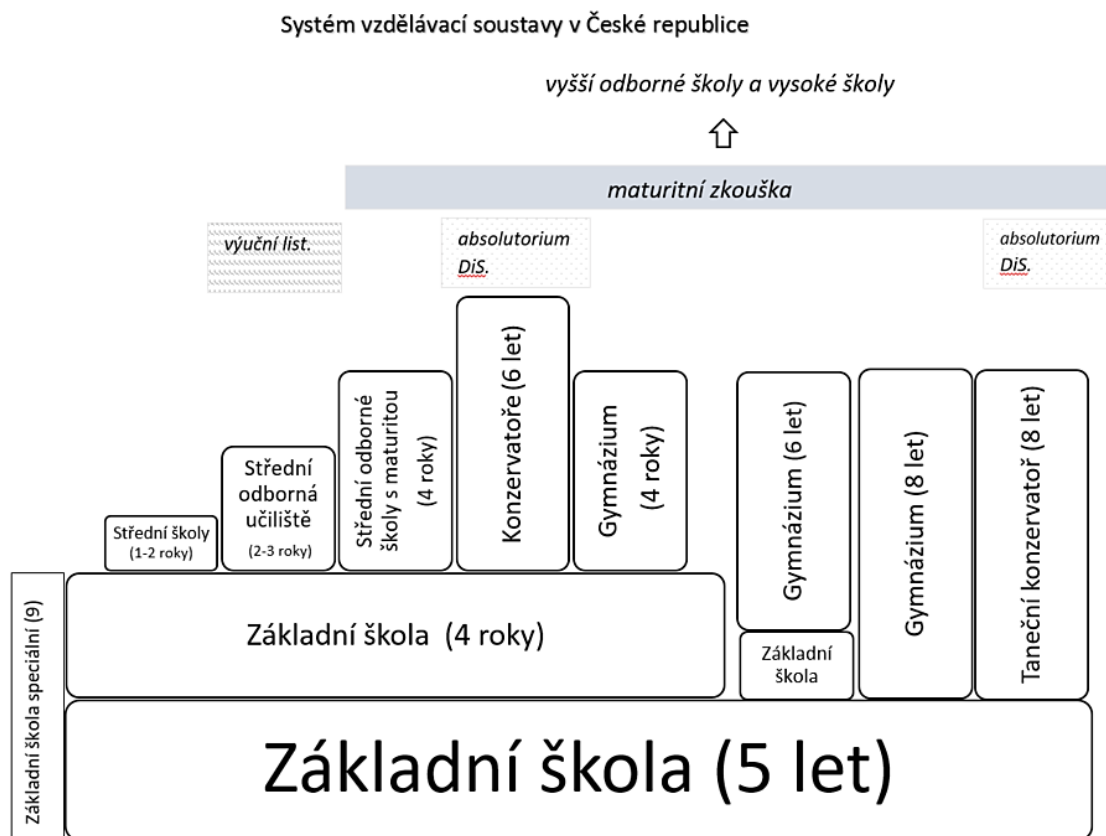 Systém vzdělávací soustavy v České republice
vyšší odborné školy a vysoké školy
maturitní zkouška
výuční list.
absolutorium
DiS.
absolutorium
DiS.
Střední školy
(1-2 roky)
Střední
odborná
učiliště
(2-3 roky)
Střední odborné
školy s maturitou
(4 roky)
Konzervatoře (6 let)
Gymnázium
(4 roky)
Gymnázium (6 let)
Gymnázium (8 let)
Taneční konzervatoř (8 let)
Základní škola (4 roky)
Základní
škola
Základní škola speciální (9)
Základní škola (5 let)